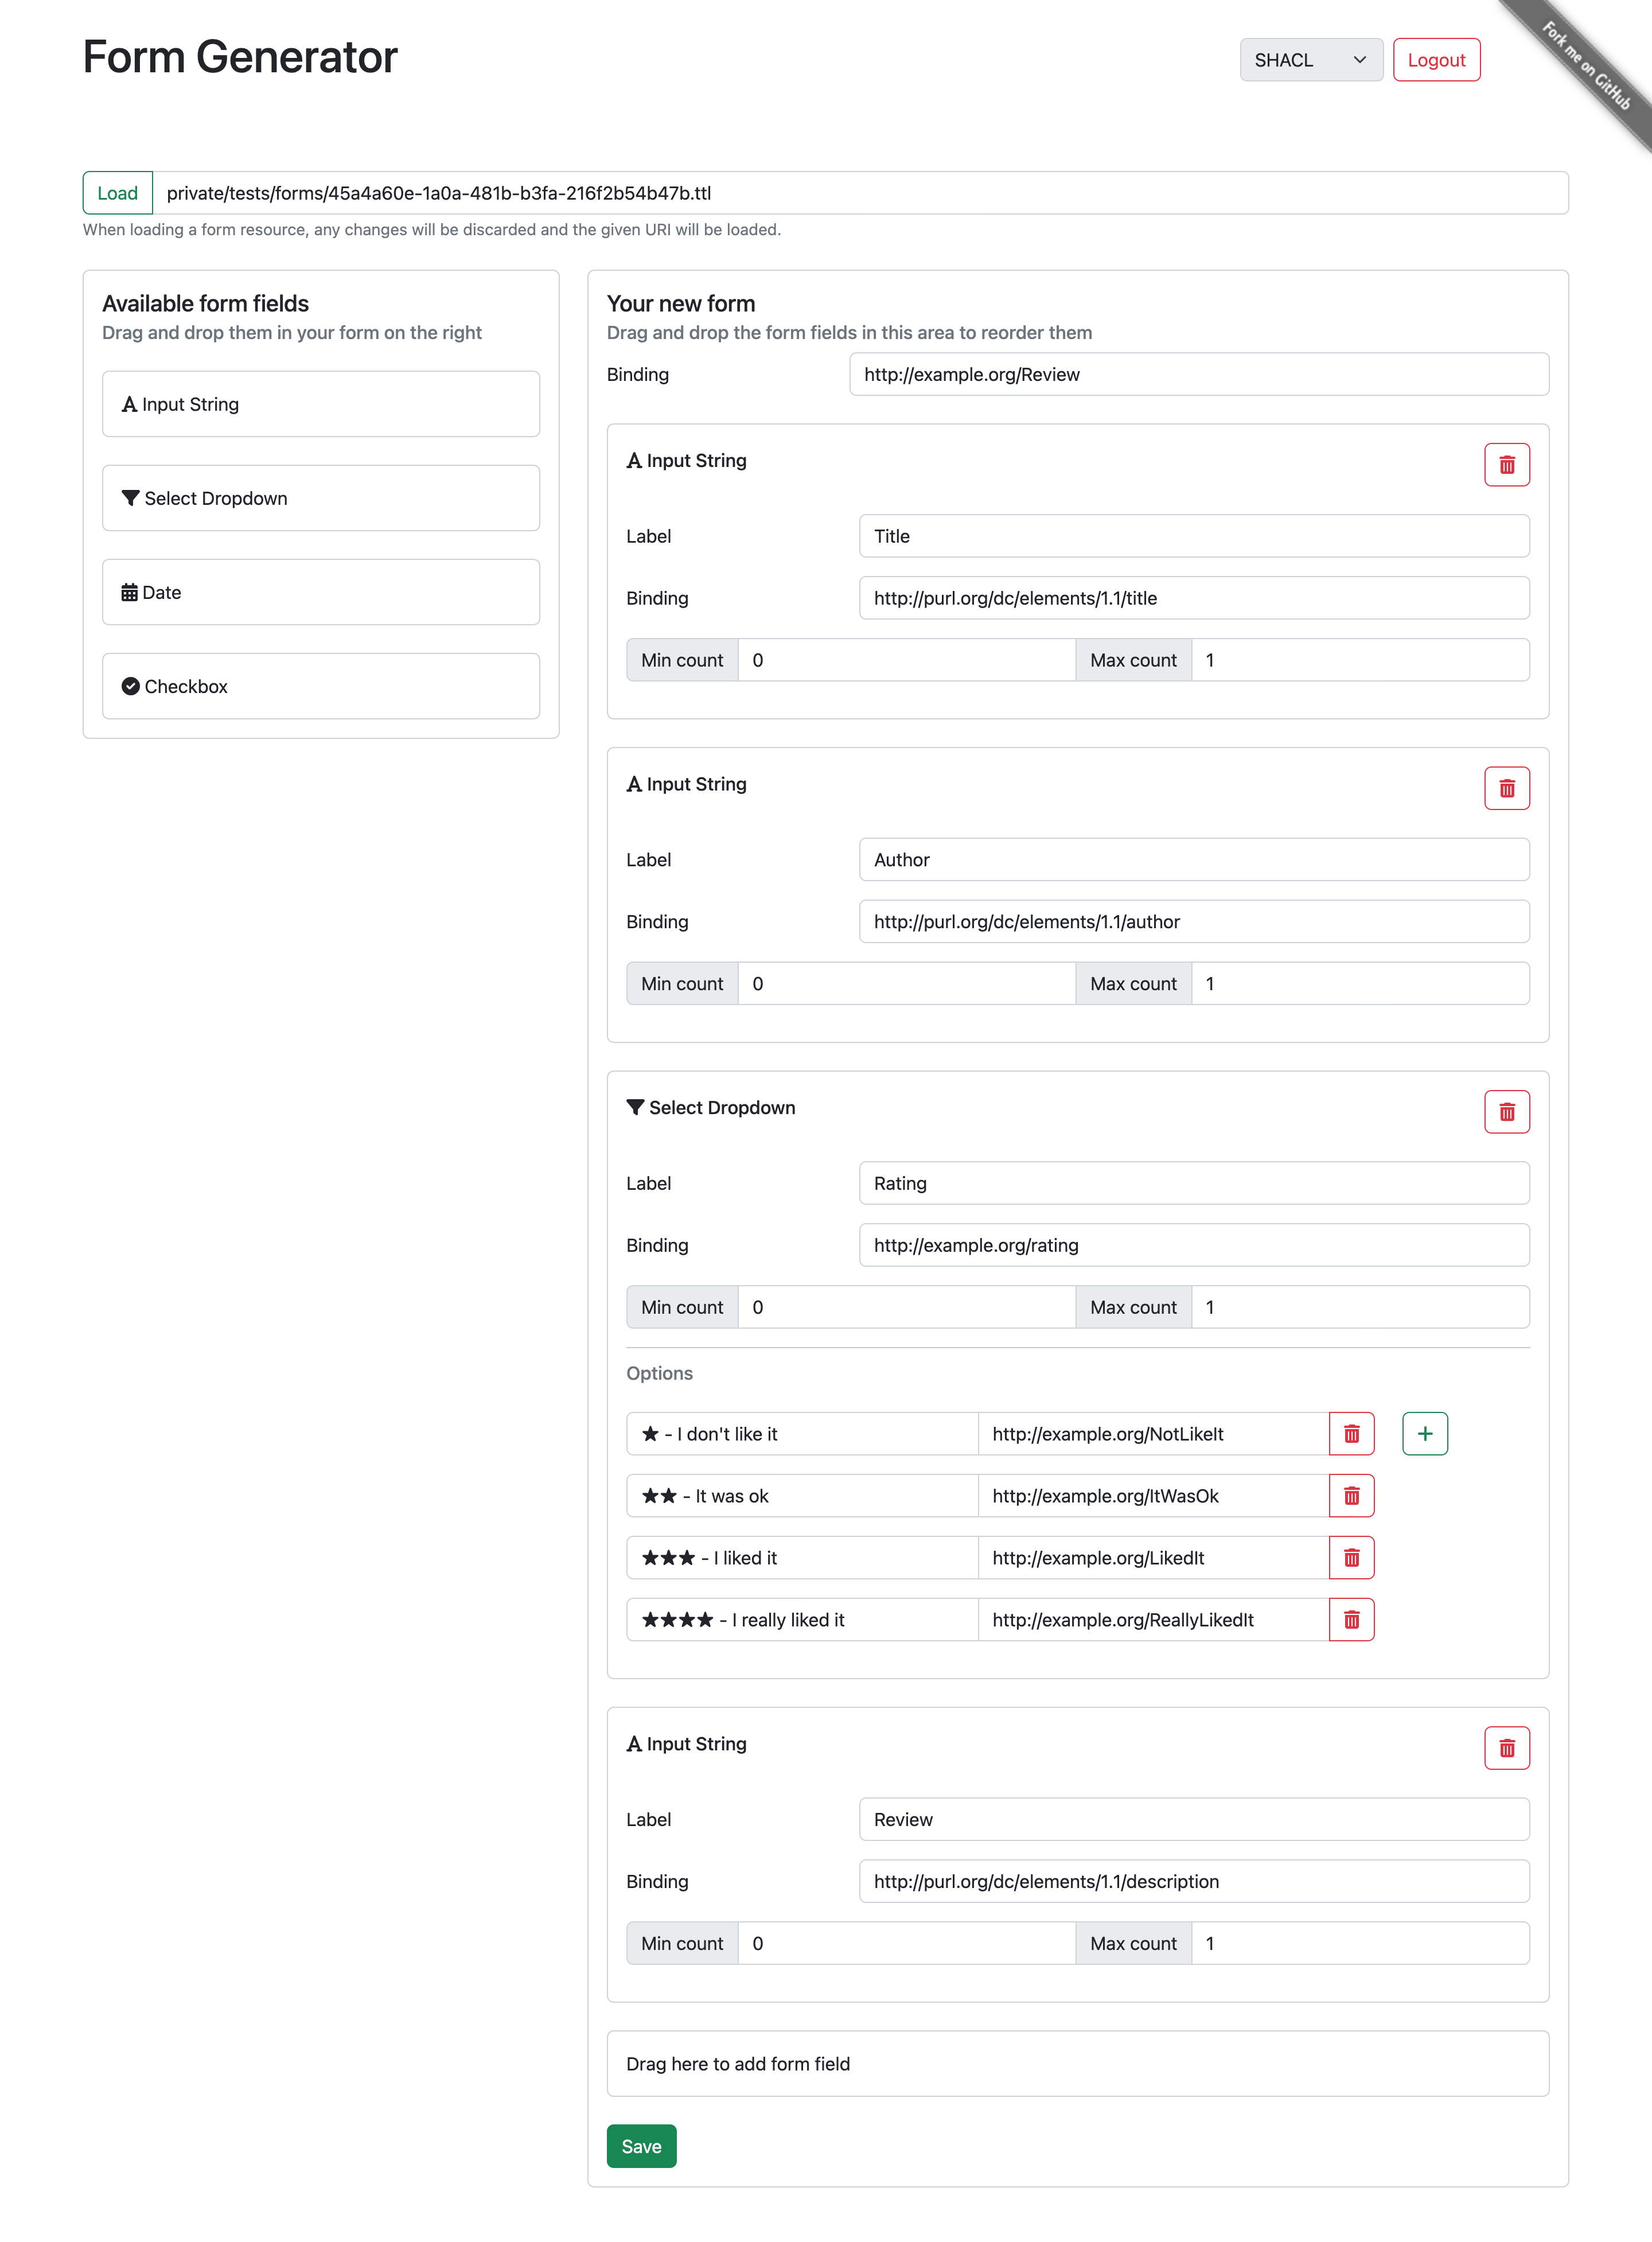 Form Generator
SHACL
Logout
Fork me on GitHub
Load
private/tests/forms/45a4a60e-1a0a-481b-b3fa-216f2b54b47b.ttl
When loading a form resource, any changes will be discarded and the given URI will be loaded.
Available form fields
Drag and drop them in your form on the right
Input String
Select Dropdown
Date
Checkbox
Your new form
Drag and drop the form fields in this area to reorder them
Binding http://example.org/Review
Input String
Label Title
Binding http://purl.org/dc/elements/1.1/title
Min count 0 Max count 1
Input String
Label Author
Binding http://purl.org/dc/elements/1.1/author
Min count 0 Max count 1
Select Dropdown
Label Rating
Binding http://example.org/rating
Min count 0 Max count 1
Options
★ - I don't like it http://example.org/NotLikeIt
★★ - It was ok http://example.org/ItWasOk
★★★ - I liked it http://example.org/LikedIt
★★★★ - I really liked it http://example.org/ReallyLikedIt
Input String
Label Review
Binding http://purl.org/dc/elements/1.1/description
Min count 0 Max count 1
Drag here to add form field
Save